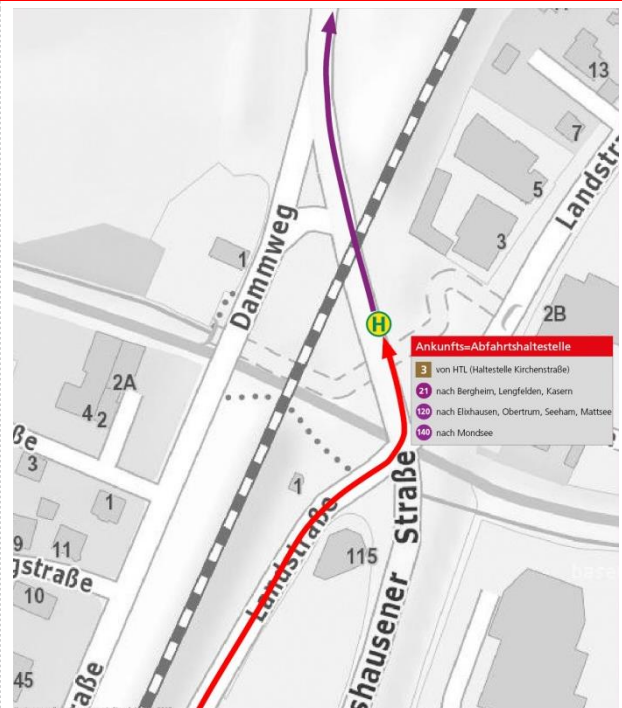 13
7
5
3
Landstr
1
Dammweg
H
2B
Ankunfts=Abfahrtshaltestelle
3 von HTL (Haltestelle Kirchenstraße)
21 nach Bergheim, Lengfelden, Kasern
120 nach Elixhausen, Obertrum, Seeham, Mattsee
140 nach Mondsee
2A
4
2
ße
3
1
1
9
11
gstraße
10
45
aße
Landstraße
115
shausener Straße